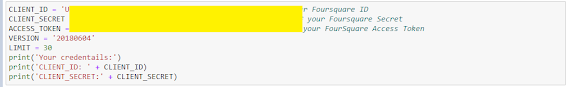 CLIENT_ID = 'U r Foursquare ID
CLIENT_SECRET your Foursquare Secret
ACCESS_TOKEN = your FourSquare Access Token
VERSION = '20180604'
LIMIT = 30
print('Your credentails:')
print('CLIENT_ID: ' + CLIENT_ID)
print('CLIENT_SECRET:' + CLIENT_SECRET)